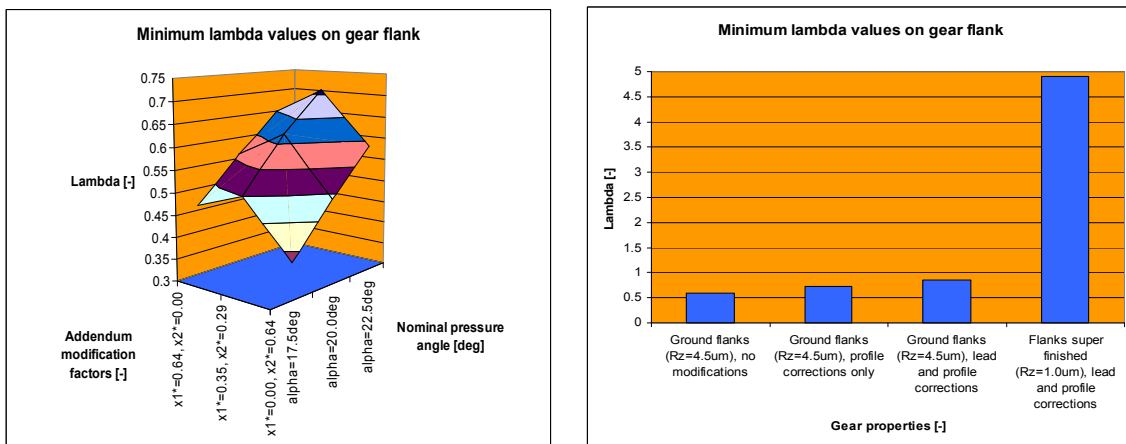 Minimum lambda values on gear flank
0.75
0.7
0.65
0.6
0.55
0.5
0.45
0.4
0.35
0.3
Lambda [-]
x1*=0.64, x2*=0.00
x1*=0.35, x2*=0.29
x1*=0.00, x2*=0.64
Addendum
modification
factors [-]
alpha=17.5deg
alpha=20.0deg
alpha=22.5deg
Nominal pressure
angle [deg]
Minimum lambda values on gear flank
5
4.5
4
3.5
3
2.5
2
1.5
1
0.5
0
Lambda [-]
Ground flanks
(Rz=4.5um), no
modifications
Ground flanks
(Rz=4.5um), profile
corrections only
Ground flanks
(Rz=4.5um), lead
and profile
corrections
Flanks super
finished
(Rz=1.0um), lead
and profile
corrections
Gear properties [-]